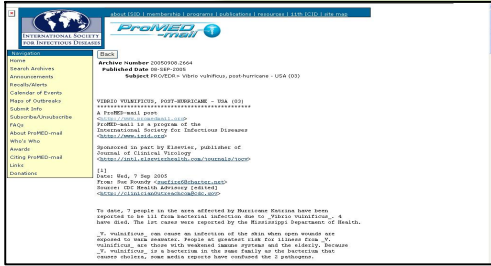 about ISID | membership | programs | publications | resources | 11th ICID | site map
INTERNATIONAL SOCIETY
FOR INFECTIOUS DISEASES
ProMED
-mail
Navigation
Home
Search Archives
Announcements
Recalls/Alerts
Calendar of Events
Maps of Outbreaks
Submit Info
Subscribe/Unsubscribe
FAQs
About ProMED-mail
Who's Who
Awards
Citing ProMED-mail
Links
Donations
Back
Archive Number 20050908.2664
Published Date 08-SEP-2005
Subject PRO/EDR> Vibrio vulnificus, post-hurricane - USA (03)
VIBRIO VULNIFICUS, POST-HURRICANE - USA (03)
A ProMED-mail post
<http://www.promedmail.org>
ProMED-mail is a program of the
International Society for Infectious Diseases
<http://www.isid.org>
Sponsored in part by Elsevier, publisher of
Journal of Clinical Virology
<http://intl.elsevierhealth.com/journals/jocv>
[1]
Date: Wed, 7 Sep 2005
From: Sue Roundy <suefire@charter.net>
Source: CDC Health Advisory [edited]
<http://clinicianOutreachcom@cdc.gov>
To date, 7 people in the area affected by Hurricane Katrina have been
reported to be ill from bacterial infection due to _Vibrio vulnificus_. 4
have died. The 1st cases were reported by the Mississippi Department of Health.
_V. vulnificus_ can cause an infection of the skin when open wounds are
exposed to warm seawater. People at greatest risk for illness from _V.
vulnificus_ are those with weakened immune systems and the elderly. Because
_V. vulnificus_ is a bacterium in the same family as the bacterium that
causes cholera, some media reports have confused the 2 pathogens.